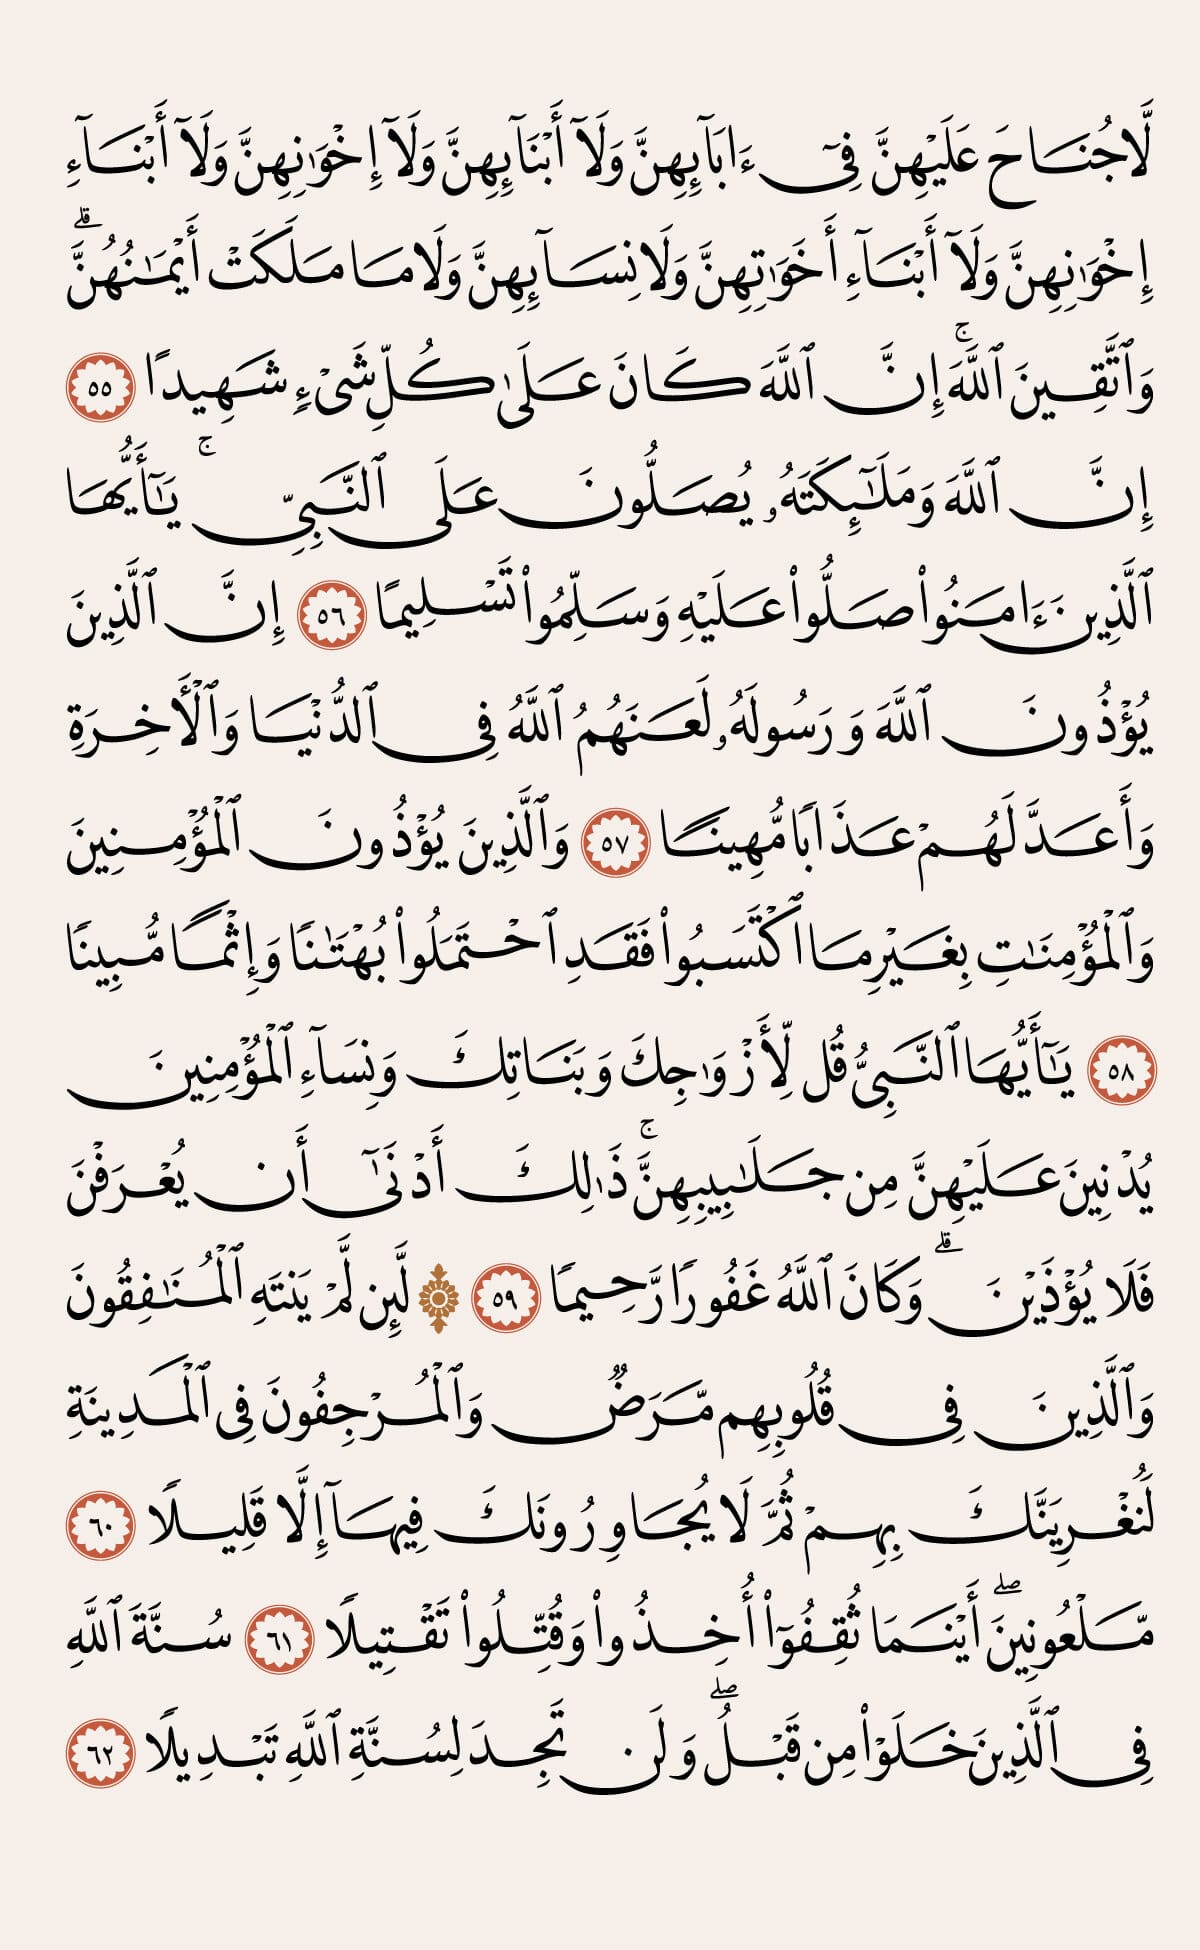 لَّا جُنَاحَ عَلَيْهِنَّ فِىٓ ءَابَآئِهِنَّ وَلَآ أَبْنَآئِهِنَّ وَلَآ إِخْوَٰنِهِنَّ وَلَآ أَبْنَآءِ
إِخْوَٰنِهِنَّ وَلَآ أَبْنَآءِ أَخَوَٰتِهِنَّ وَلَا نِسَآئِهِنَّ وَلَا مَا مَلَكَتْ أَيْمَٰنُهُنَّ ۗ
وَٱتَّقِينَ ٱللَّهَ ۚ إِنَّ ٱللَّهَ كَانَ عَلَىٰ كُلِّ شَىْءٍ شَهِيدًا ٥٥
إِنَّ ٱللَّهَ وَمَلَٰٓئِكَتَهُۥ يُصَلُّونَ عَلَى ٱلنَّبِىِّ ۚ يَٰٓأَيُّهَا
ٱلَّذِينَ ءَامَنُوا۟ صَلُّوا۟ عَلَيْهِ وَسَلِّمُوا۟ تَسْلِيمًا ٥٦ إِنَّ ٱلَّذِينَ
يُؤْذُونَ ٱللَّهَ وَرَسُولَهُۥ لَعَنَهُمُ ٱللَّهُ فِى ٱلدُّنْيَا وَٱلْأَخِرَةِ
وَأَعَدَّ لَهُمْ عَذَابًا مُّهِينًا ٥٧ وَٱلَّذِينَ يُؤْذُونَ ٱلْمُؤْمِنِينَ
وَٱلْمُؤْمِنَٰتِ بِغَيْرِ مَا ٱكْتَسَبُوا۟ فَقَدِ ٱحْتَمَلُوا۟ بُهْتَٰنًا وَإِثْمًا مُّبِينًا
٥٨ يَٰٓأَيُّهَا ٱلنَّبِىُّ قُل لِّأَزْوَٰجِكَ وَبَنَاتِكَ وَنِسَآءِ ٱلْمُؤْمِنِينَ
يُدْنِينَ عَلَيْهِنَّ مِن جَلَٰبِيبِهِنَّ ۚ ذَٰلِكَ أَدْنَىٰٓ أَن يُعْرَفْنَ
فَلَا يُؤْذَيْنَ ۗ وَكَانَ ٱللَّهُ غَفُورًا رَّحِيمًا ٥٩ ۞ لَّئِن لَّمْ يَنتَهِ ٱلْمُنَٰفِقُونَ
وَٱلَّذِينَ فِى قُلُوبِهِم مَّرَضٌ وَٱلْمُرْجِفُونَ فِى ٱلْمَدِينَةِ
لَنُغْرِيَنَّكَ بِهِمْ ثُمَّ لَا يُجَاوِرُونَكَ فِيهَآ إِلَّا قَلِيلًا ٦٠
مَّلْعُونِينَ ۖ أَيْنَمَا ثُقِفُوٓا۟ أُخِذُوا۟ وَقُتِّلُوا۟ تَقْتِيلًا ٦١ سُنَّةَ ٱللَّهِ
فِى ٱلَّذِينَ خَلَوْا۟ مِن قَبْلُ ۖ وَلَن تَجِدَ لِسُنَّةِ ٱللَّهِ تَبْدِيلًا ٦٢